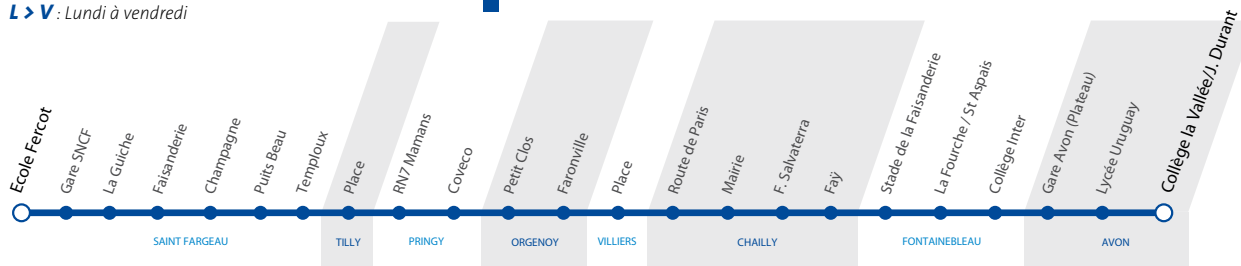 L > V : Lundi à vendredi
Ecole Fercot
Gare SNCF
La Guiche
Faisanderie
Champagne
Puits Beau
Temploux
Place
RN7 Mamans
Coveco
Petit Clos
Faronville
Place
Route de Paris
Mairie
F. Salvaterra
Faÿ
Stade de la Faisanderie
La Fourche / St Aspais
Collège Inter
Gare Avon (Plateau)
Lycée Uruguay
Collège la Vallée/J. Durant
SAINT FARGEAU
TILLY
PRINGY
ORGENOY
VILLIERS
CHAILLY
FONTAINEBLEAU
AVON